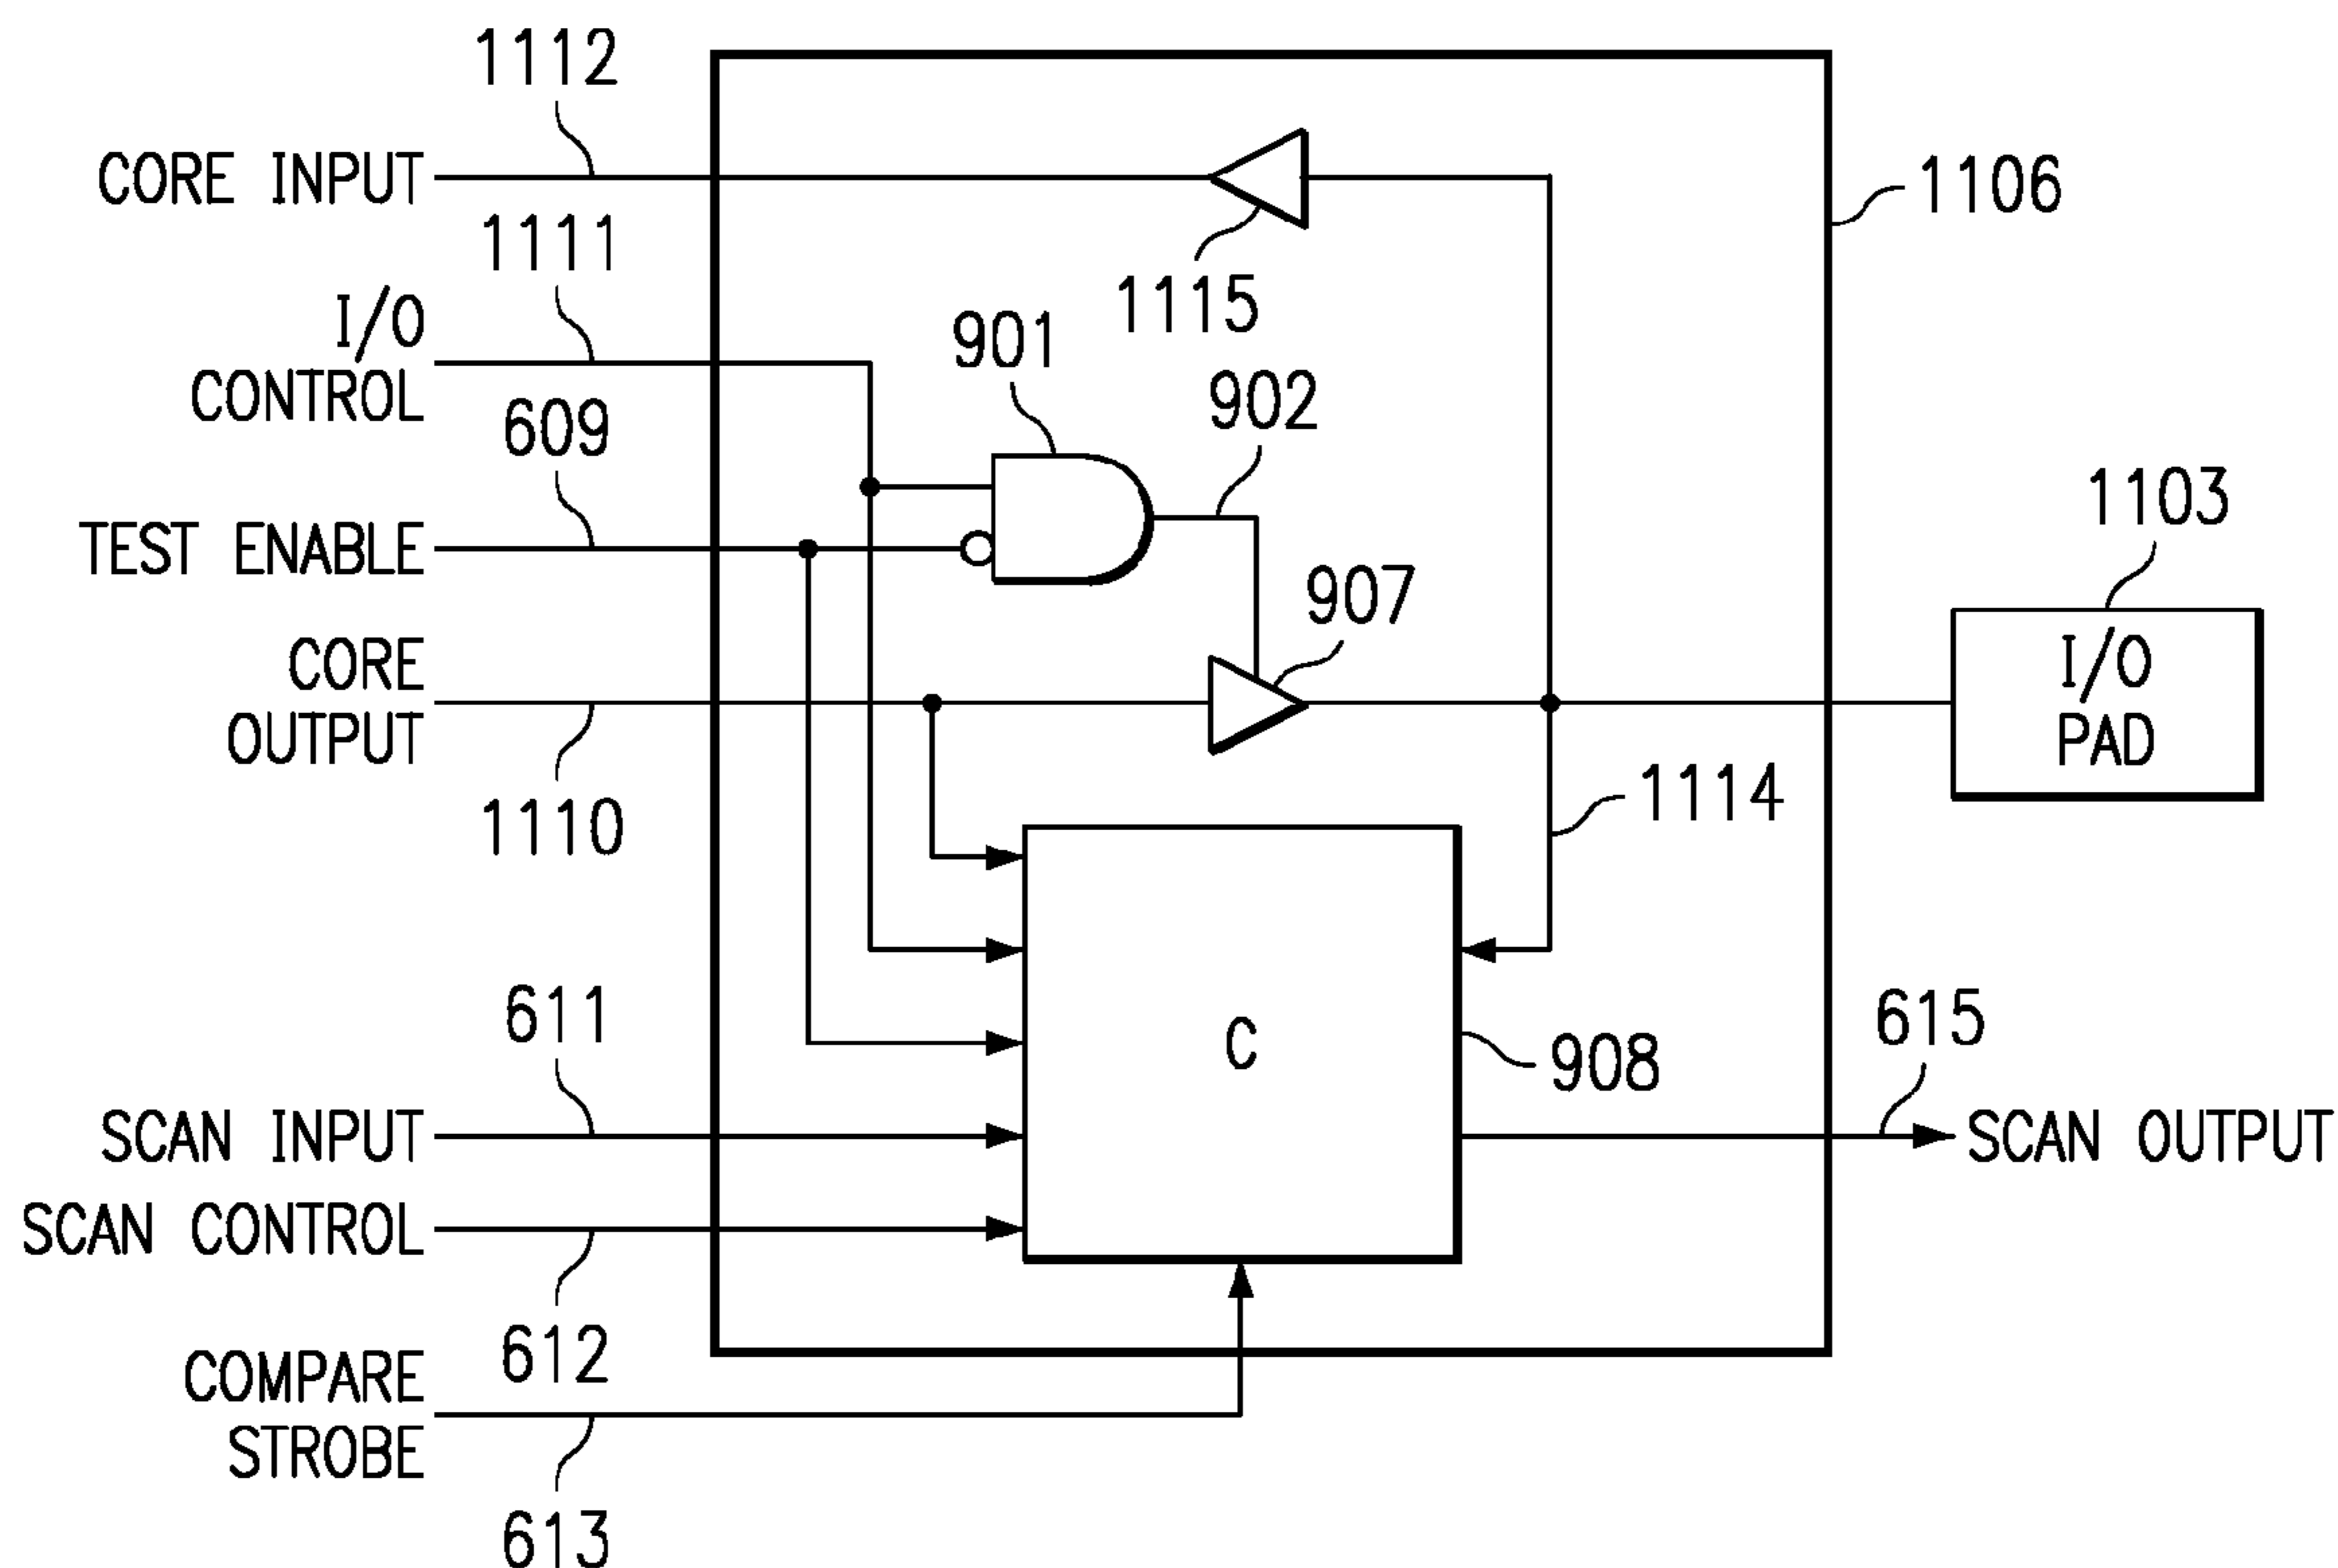 1112
CORE INPUT
1106
1111
1115
I/O
CONTROL
901
902
609
1103
TEST ENABLE
907
CORE
OUTPUT
I/O
PAD
1110
1114
611
C
908
615
SCAN INPUT
SCAN OUTPUT
SCAN CONTROL
612
COMPARE
STROBE
613